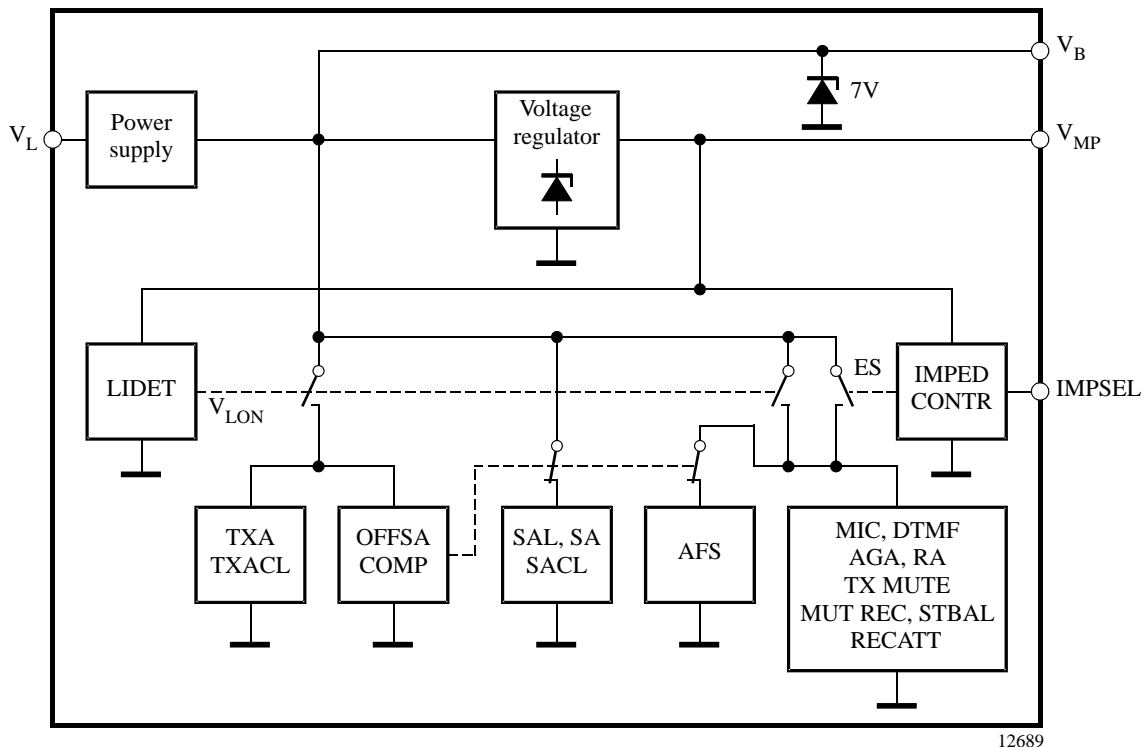 V_B
7V
V_L
Power
supply
Voltage
regulator
V_MP
LIDET
V_LON
ES
IMPED
CONTR
IMPSEL
TXA
TXACL
OFFSA
COMP
SAL, SA
SACL
AFS
MIC, DTMF
AGA, RA
TX MUTE
MUT REC, STBAL
RECATT
12689